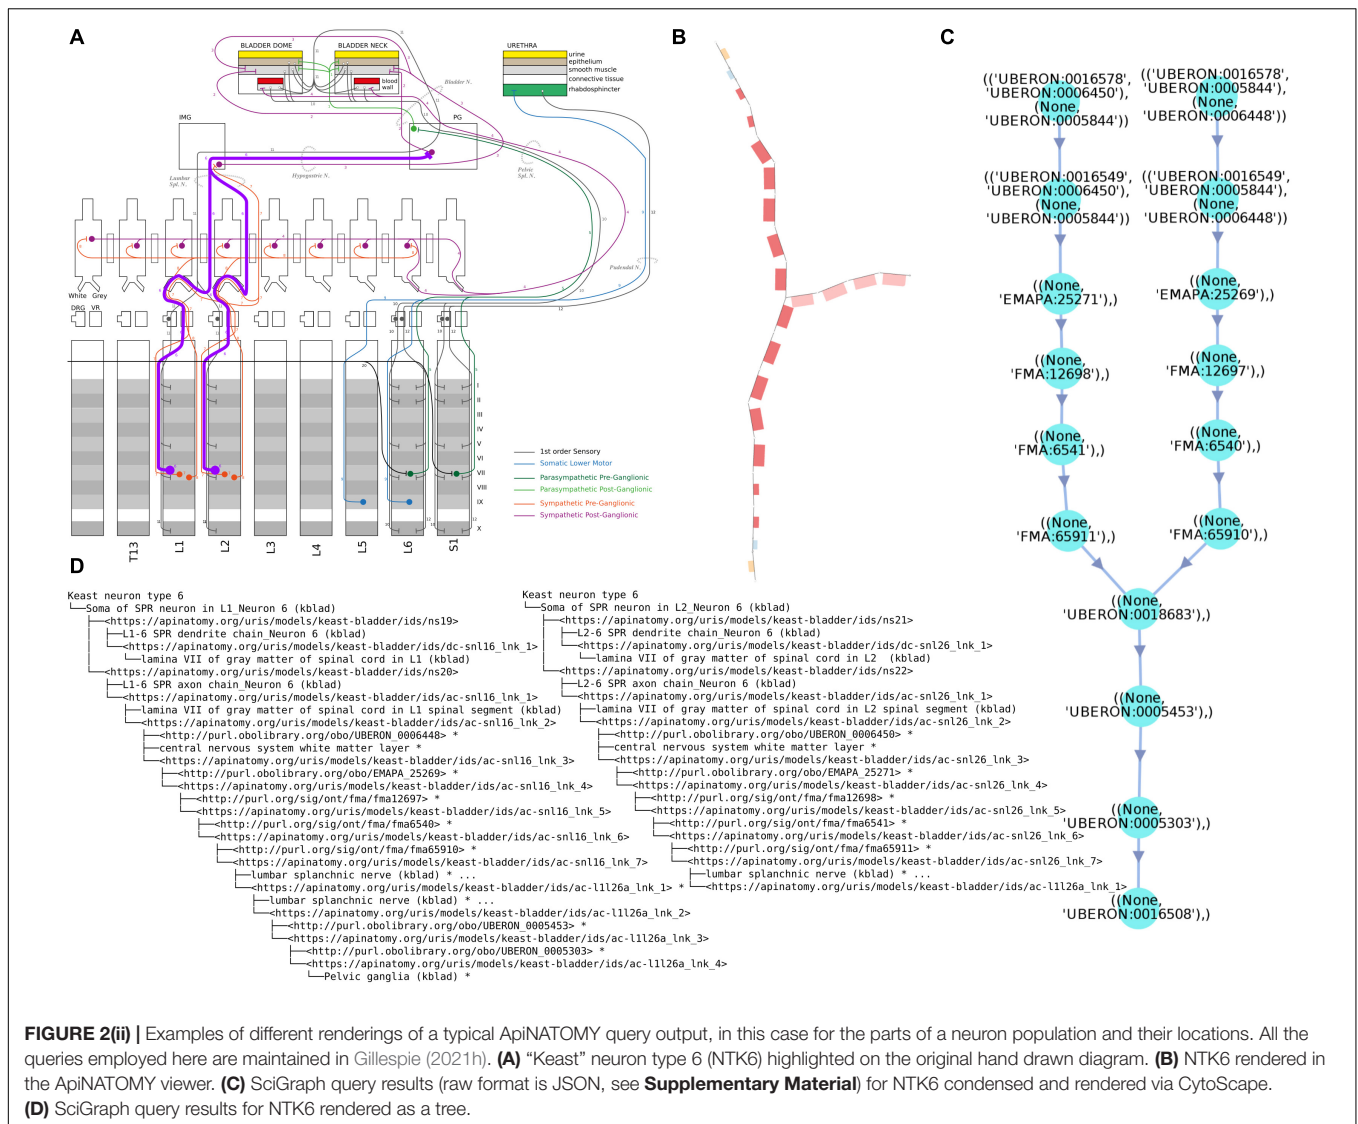 A
BLADDER DOME
BLADDER NECK
URETHRA
urine
epithelium
smooth muscle
connective tissue
rhabdosphincter
blood
wall
Bladder N.
IMG
PG
Lumbar
Spl. N.
Hypogastric N.
Pelvic
Spl. N.
Pudendal N.
White Grey
DRG VR
I
II
III
IV
V
VI
VII
VIII
IX
X
T13
L1
L2
L3
L4
L5
L6
S1
1st order Sensory
Somatic Lower Motor
Parasympathetic Pre-Ganglionic
Parasympathetic Post-Ganglionic
Sympathetic Pre-Ganglionic
Sympathetic Post-Ganglionic
B
C
(('UBERON:0016578',
'UBERON:0006450'),
(None,
'UBERON:0005844'))
(('UBERON:0016578',
'UBERON:0005844'),
(None,
'UBERON:0006448'))
(('UBERON:0016549',
'UBERON:0006450'),
(None,
'UBERON:0005844'))
(('UBERON:0016549',
'UBERON:0005844'),
(None,
'UBERON:0006448'))
((None,
'EMAPA:25271'),)
((None,
'EMAPA:25269'),)
((None,
'FMA:12698'),)
((None,
'FMA:12697'),)
((None,
'FMA:6541'),)
((None,
'FMA:6540'),)
((None,
'FMA:65911'),)
((None,
'FMA:65910'),)
((None,
'UBERON:0018683'),)
((None,
'UBERON:0005453'),)
((None,
'UBERON:0005303'),)
((None,
'UBERON:0016508'),)
D
Keast neuron type 6
Soma of SPR neuron in L1_Neuron 6 (kblad)
<https://apinatomy.org/uris/models/keast-bladder/ids/ns19>
L1-6 SPR dendrite chain_Neuron 6 (kblad)
<https://apinatomy.org/uris/models/keast-bladder/ids/dc-snl16_lnk_1>
lamina VII of gray matter of spinal cord in L1 (kblad)
<https://apinatomy.org/uris/models/keast-bladder/ids/ns20>
L1-6 SPR axon chain_Neuron 6 (kblad)
<https://apinatomy.org/uris/models/keast-bladder/ids/ac-snl16_lnk_1>
lamina VII of gray matter of spinal cord in L1 spinal segment (kblad)
<https://apinatomy.org/uris/models/keast-bladder/ids/ac-snl16_lnk_2>
<http://purl.obolibrary.org/obo/UBERON_0006448> *
central nervous system white matter layer *
<https://apinatomy.org/uris/models/keast-bladder/ids/ac-snl16_lnk_3>
<http://purl.obolibrary.org/obo/EMAPA_25269> *
<https://apinatomy.org/uris/models/keast-bladder/ids/ac-snl16_lnk_4>
<http://purl.org/sig/ont/fma/fma12697> *
<https://apinatomy.org/uris/models/keast-bladder/ids/ac-snl16_lnk_5>
<http://purl.org/sig/ont/fma/fma6540> *
<https://apinatomy.org/uris/models/keast-bladder/ids/ac-snl16_lnk_6>
<http://purl.org/sig/ont/fma/fma65910> *
<https://apinatomy.org/uris/models/keast-bladder/ids/ac-snl16_lnk_7>
lumbar splanchnic nerve (kblad) * ...
<https://apinatomy.org/uris/models/keast-bladder/ids/ac-l1l26a_lnk_1> *
lumbar splanchnic nerve (kblad) * ...
<https://apinatomy.org/uris/models/keast-bladder/ids/ac-l1l26a_lnk_2>
<http://purl.obolibrary.org/obo/UBERON_0005453> *
<https://apinatomy.org/uris/models/keast-bladder/ids/ac-l1l26a_lnk_3>
<http://purl.obolibrary.org/obo/UBERON_0005303> *
<https://apinatomy.org/uris/models/keast-bladder/ids/ac-l1l26a_lnk_4>
Pelvic ganglia (kblad) *
Keast neuron type 6
Soma of SPR neuron in L2_Neuron 6 (kblad)
<https://apinatomy.org/uris/models/keast-bladder/ids/ns21>
L2-6 SPR dendrite chain_Neuron 6 (kblad)
<https://apinatomy.org/uris/models/keast-bladder/ids/dc-snl26_lnk_1>
lamina VII of gray matter of spinal cord in L2 (kblad)
<https://apinatomy.org/uris/models/keast-bladder/ids/ns22>
L2-6 SPR axon chain_Neuron 6 (kblad)
<https://apinatomy.org/uris/models/keast-bladder/ids/ac-snl26_lnk_1>
lamina VII of gray matter of spinal cord in L2 spinal segment (kblad)
<https://apinatomy.org/uris/models/keast-bladder/ids/ac-snl26_lnk_2>
<http://purl.obolibrary.org/obo/UBERON_0006450> *
central nervous system white matter layer *
<https://apinatomy.org/uris/models/keast-bladder/ids/ac-snl26_lnk_3>
<http://purl.obolibrary.org/obo/EMAPA_25271> *
<https://apinatomy.org/uris/models/keast-bladder/ids/ac-snl26_lnk_4>
<http://purl.org/sig/ont/fma/fma12698> *
<https://apinatomy.org/uris/models/keast-bladder/ids/ac-snl26_lnk_5>
<http://purl.org/sig/ont/fma/fma6541> *
<https://apinatomy.org/uris/models/keast-bladder/ids/ac-snl26_lnk_6>
<http://purl.org/sig/ont/fma/fma65911> *
<https://apinatomy.org/uris/models/keast-bladder/ids/ac-snl26_lnk_7>
lumbar splanchnic nerve (kblad) * ...
<https://apinatomy.org/uris/models/keast-bladder/ids/ac-l1l26a_lnk_1>
FIGURE 2(ii) | Examples of different renderings of a typical ApiNATOMY query output, in this case for the parts of a neuron population and their locations. All the
queries employed here are maintained in Gillespie (2021h). (A) “Keast” neuron type 6 (NTK6) highlighted on the original hand drawn diagram. (B) NTK6 rendered in
the ApiNATOMY viewer. (C) SciGraph query results (raw format is JSON, see Supplementary Material) for NTK6 condensed and rendered via CytoScape.
(D) SciGraph query results for NTK6 rendered as a tree.